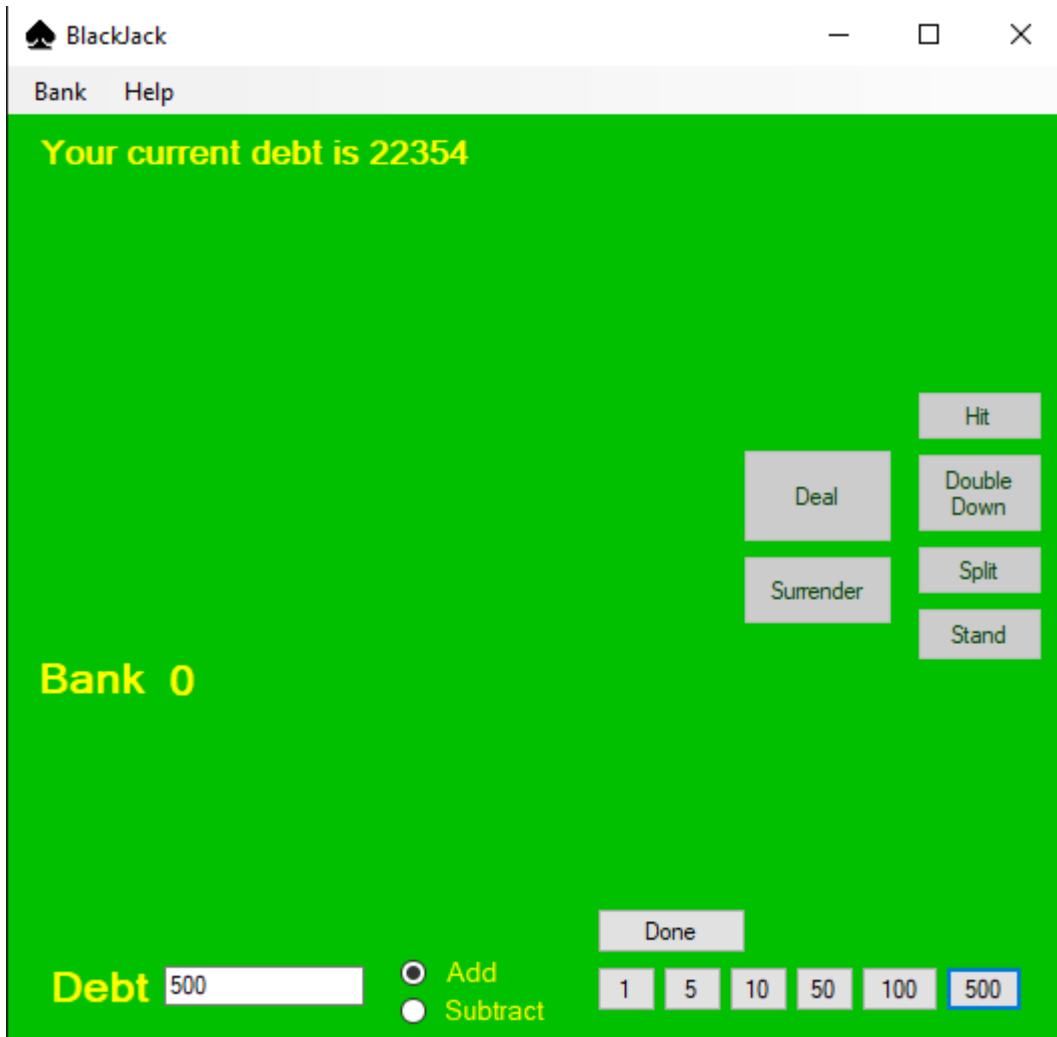 BlackJack
Bank Help
Your current debt is 22354
Hit
Deal
Double
Down
Surrender
Split
Stand
Bank 0
Done
Debt 500
Add
Subtract
1 5 10 50 100 500